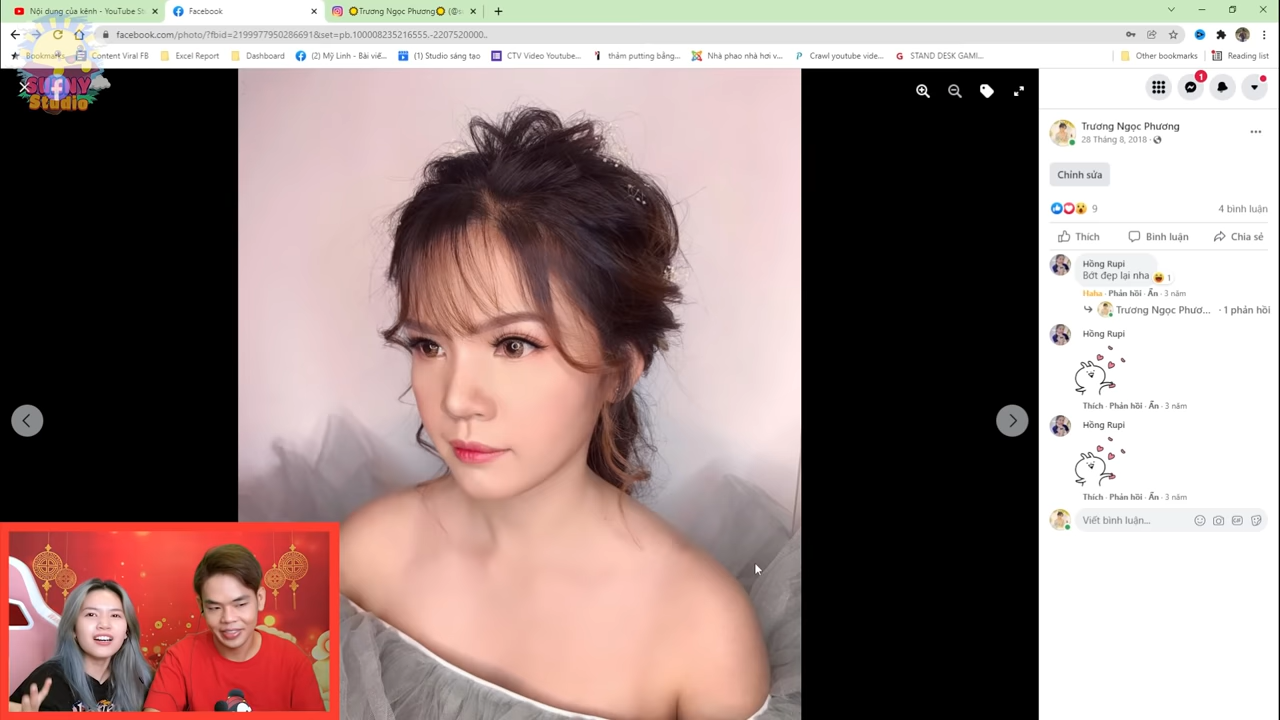 Nội dung của kênh - YouTube St
Facebook
Trương Ngọc Phương
facebook.com/photo/?fbid=2199977950286691&set=pb.100008235216555.-2207520000..
Bookmarks
Content Viral FB
Excel Report
Dashboard
(2) Mỹ Linh - Bài viế...
(1) Studio sáng tạo
CTV Video Youtube...
thảm putting bằng...
Nhà phao nhà hơi v...
Crawl youtube vide...
STAND DESK GAMI...
Other bookmarks
Reading list
SUNNY
Studio
1
Trương Ngọc Phương
28 Tháng 8, 2018
Chỉnh sửa
9
4 bình luận
Thích
Bình luận
Chia sẻ
Hồng Rupi
Bớt đẹp lại nha
1
Haha · Phản hồi · Ẩn · 3 năm
Trương Ngọc Phươ... · 1 phản hồi
Hồng Rupi
Thích · Phản hồi · Ẩn · 3 năm
Hồng Rupi
Thích · Phản hồi · Ẩn · 3 năm
Viết bình luận...
GIF